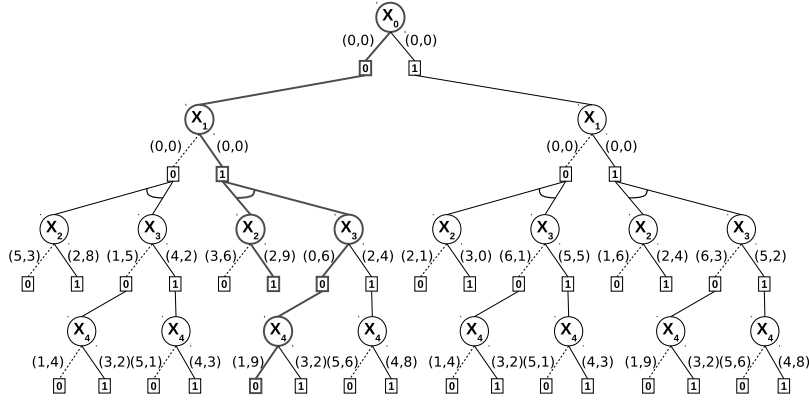 X0
(0,0) (0,0)
0 1
X1 X1
(0,0) (0,0) (0,0) (0,0)
0 1 0 1
X2 X3 X2 X3 X2 X3 X2 X3
(5,3) (2,8) (1,5) (4,2) (3,6) (2,9) (0,6) (2,4) (2,1) (3,0) (6,1) (5,5) (1,6) (2,4) (6,3) (5,2)
0 1 0 1 0 1 0 1 0 1 0 1 0 1 0 1
X4 X4 X4 X4 X4 X4 X4 X4
(1,4) (3,2)(5,1) (4,3) (1,9) (3,2)(5,6) (4,8) (1,4) (3,2)(5,1) (4,3) (1,9) (3,2)(5,6) (4,8)
0 1 0 1 0 1 0 1 0 1 0 1 0 1 0 1